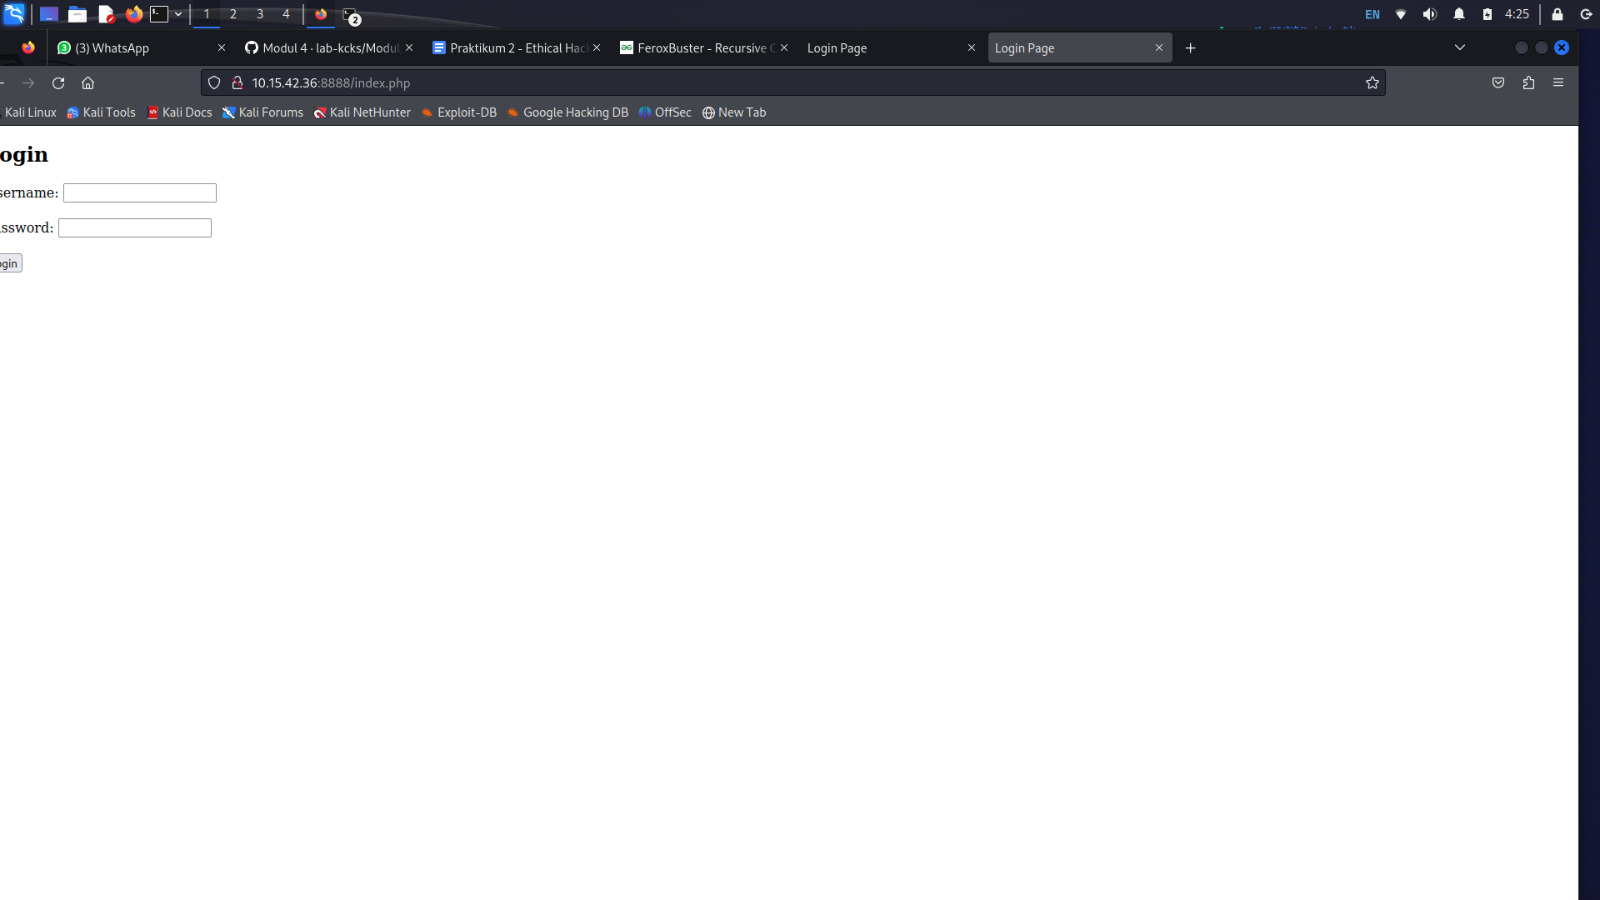 1 2 3 4 2 EN 4:25
(3) WhatsApp Modul 4 · lab-kcks/Modul Praktikum 2 - Ethical Hac FeroxBuster - Recursive C Login Page Login Page
10.15.42.36:8888/index.php
Kali Linux Kali Tools Kali Docs Kali Forums Kali NetHunter Exploit-DB Google Hacking DB OffSec New Tab
ogin
sername:
ssword:
ogin